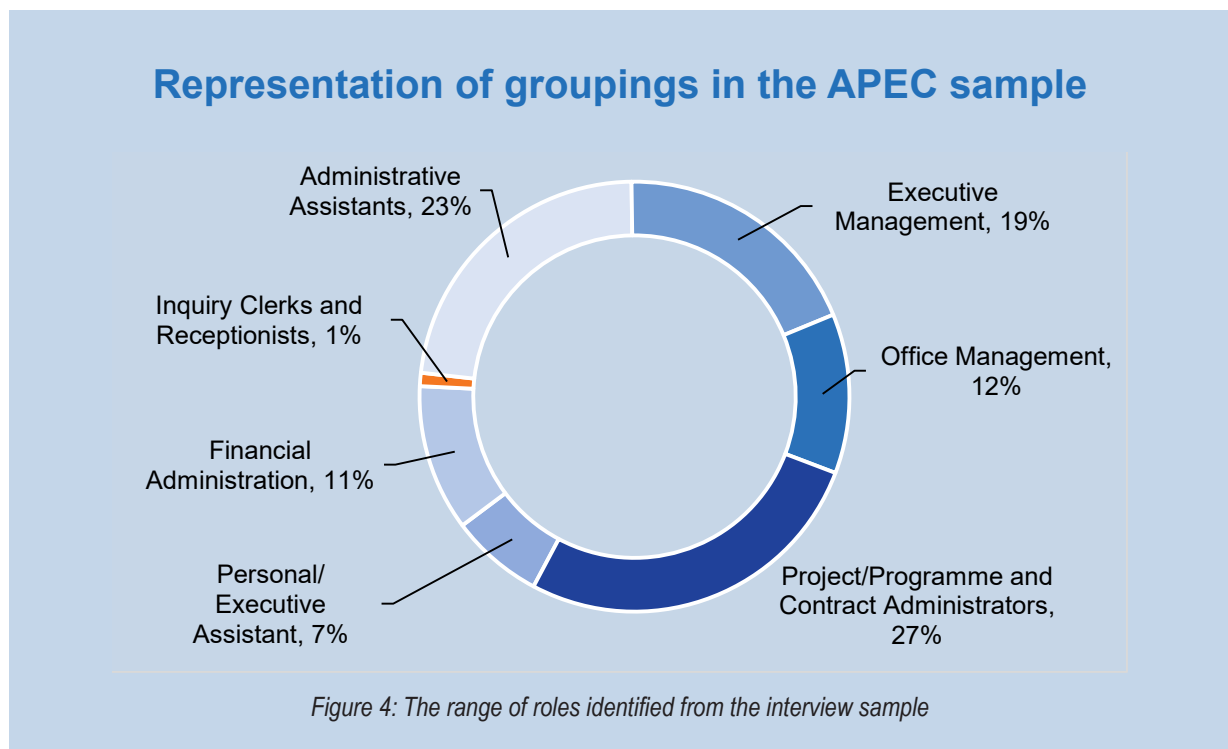 Representation of groupings in the APEC sample
Administrative
Assistants, 23%
Executive
Management, 19%
Inquiry Clerks and
Receptionists, 1%
Office Management,
12%
Financial
Administration, 11%
Personal/
Executive
Assistant, 7%
Project/Programme and
Contract Administrators,
27%
Figure 4: The range of roles identified from the interview sample